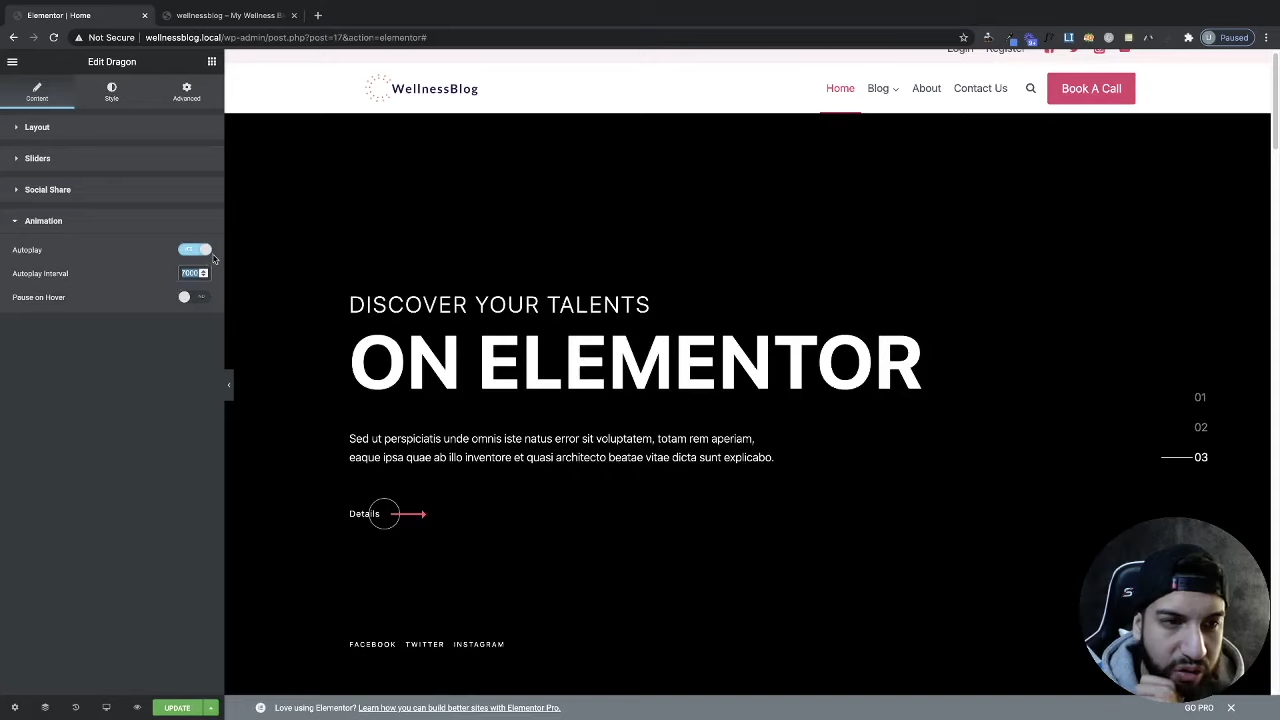 Elementor | Home
wellnessblog – My Wellness B
Not Secure
wellnessblog.local/wp-admin/post.php?post=17&action=elementor#
Paused
Edit Dragon
Content
Style
Advanced
Layout
Sliders
Social Share
Animation
Autoplay
Autoplay Interval
7000
Pause on Hover
NO
UPDATE
Login
Register
WellnessBlog
Home
Blog
About
Contact Us
Book A Call
DISCOVER YOUR TALENTS
ON ELEMENTOR
Sed ut perspiciatis unde omnis iste natus error sit voluptatem, totam rem aperiam,
eaque ipsa quae ab illo inventore et quasi architecto beatae vitae dicta sunt explicabo.
Details
01
02
03
FACEBOOK TWITTER INSTAGRAM
Love using Elementor? Learn how you can build better sites with Elementor Pro.
GO PRO